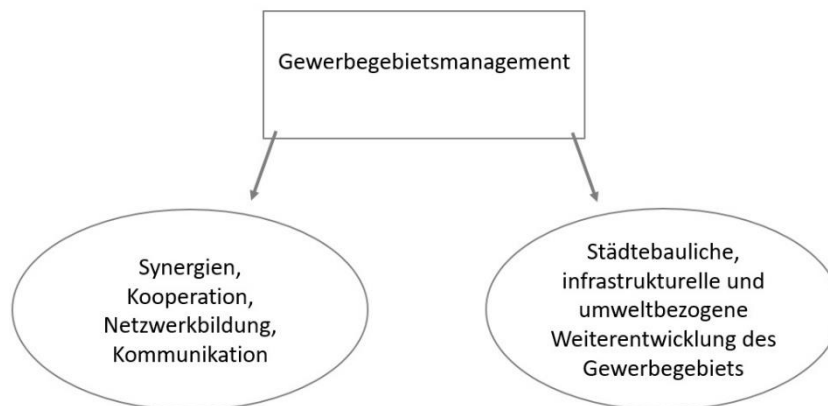 Gewerbegebietsmanagement
Synergien,
Kooperation,
Netzwerkbildung,
Kommunikation
Städtebauliche,
infrastrukturelle und
umweltbezogene
Weiterentwicklung des
Gewerbegebiets